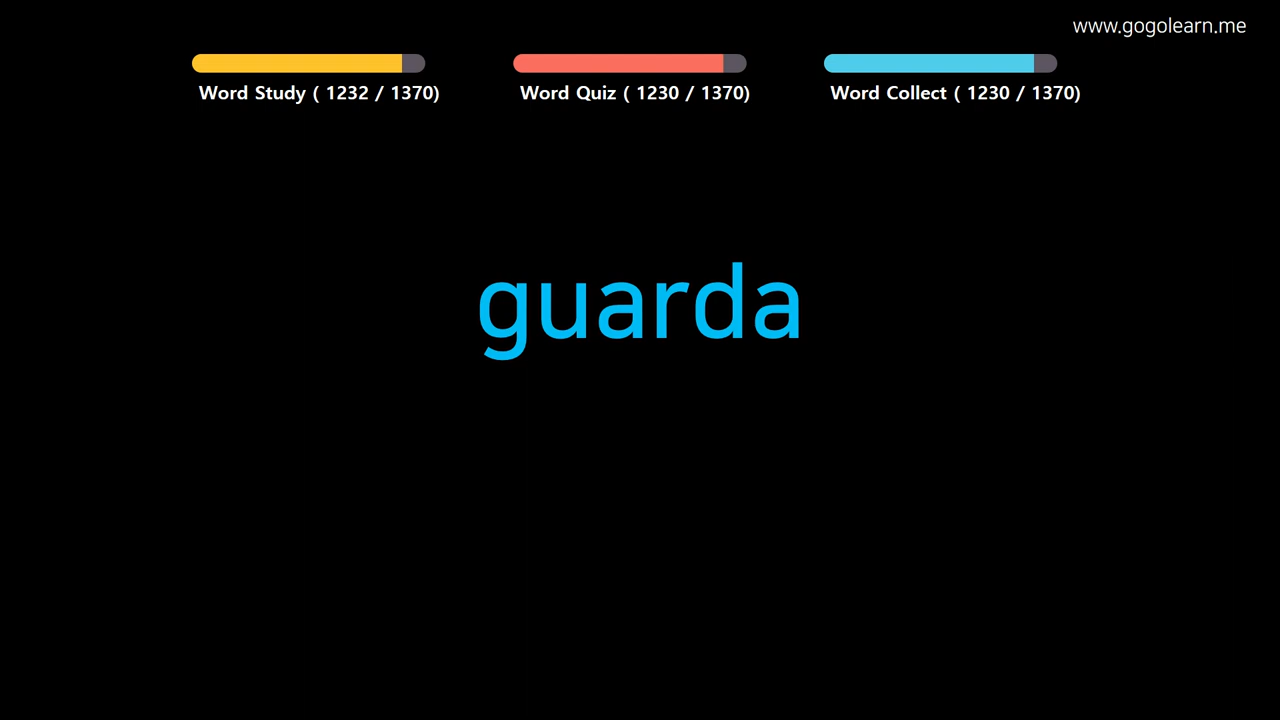 www.gogolearn.me
Word Study ( 1232 / 1370)
Word Quiz ( 1230 / 1370)
Word Collect ( 1230 / 1370)
guarda